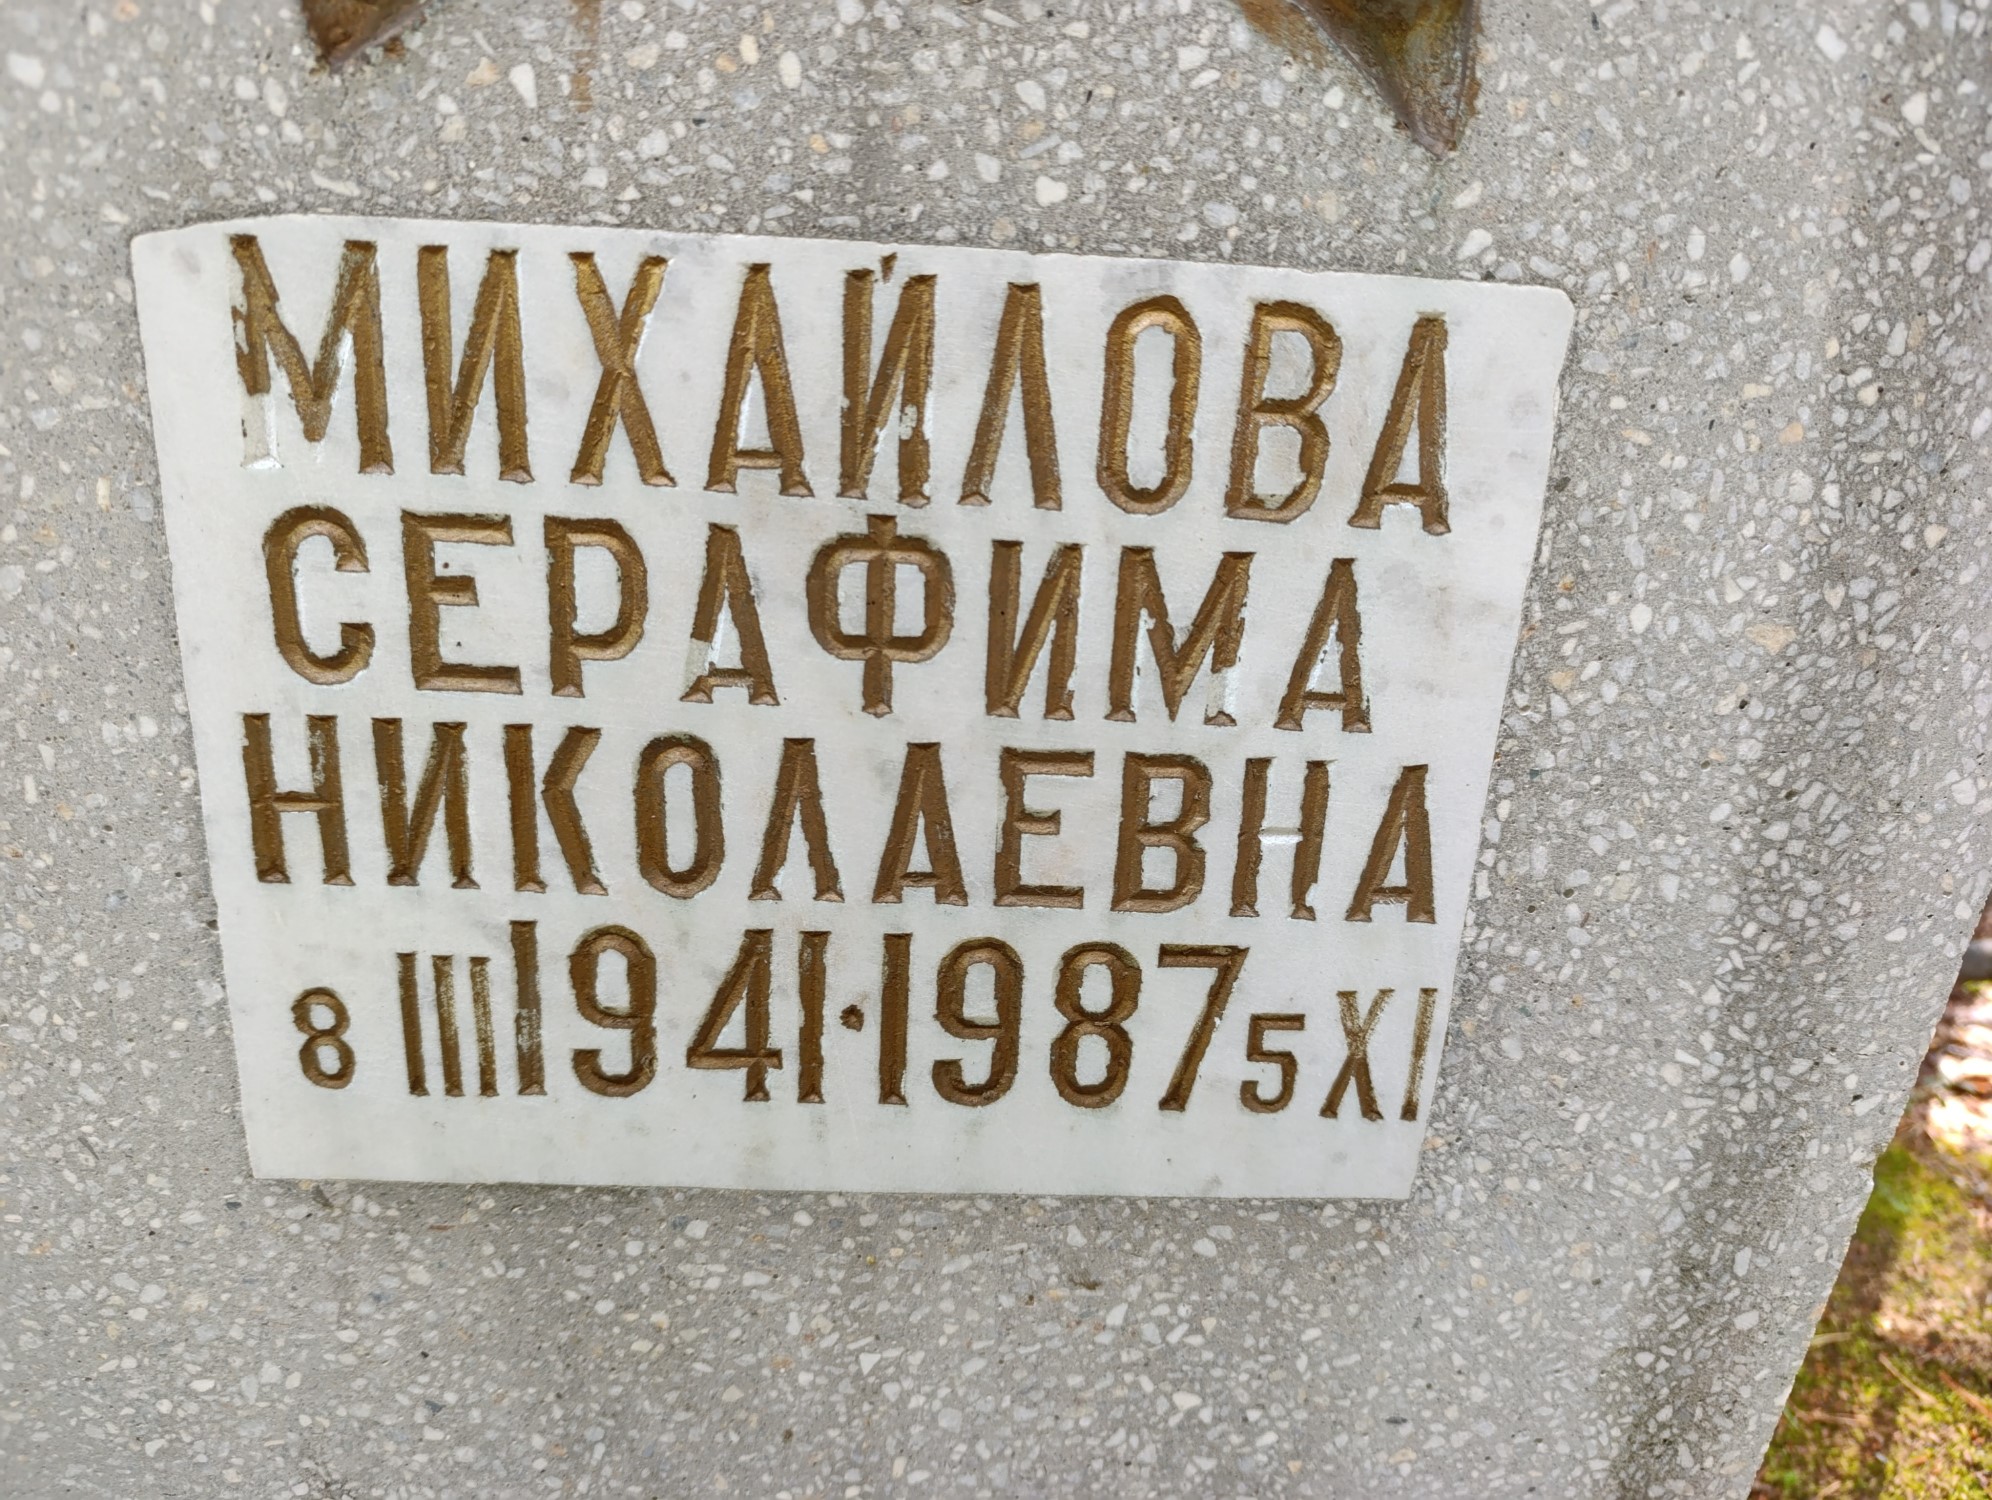 МИХАЙЛОВА
СЕРАФИМА
НИКОЛАЕВНА
8 III 1941·1987 5 XI